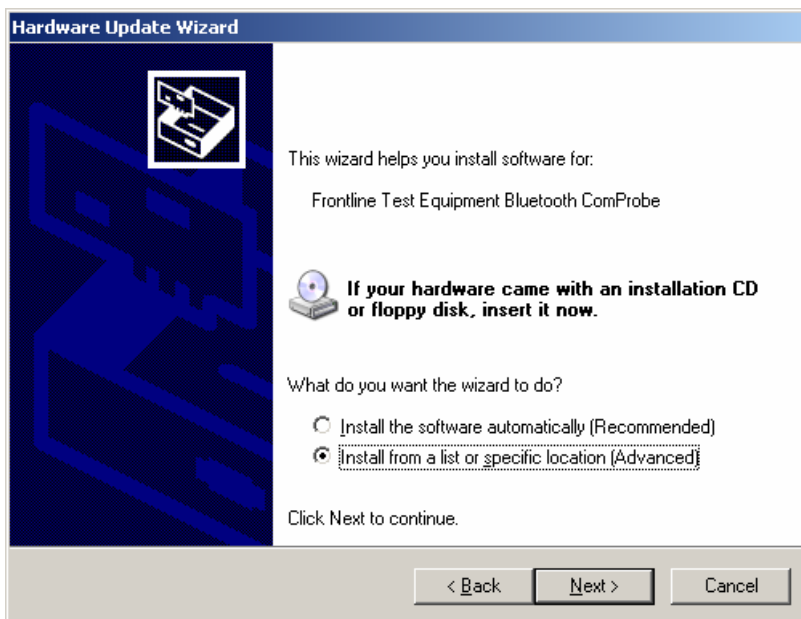 Hardware Update Wizard
This wizard helps you install software for:
Frontline Test Equipment Bluetooth ComProbe
If your hardware came with an installation CD
or floppy disk, insert it now.
What do you want the wizard to do?
Install the software automatically (Recommended)
Install from a list or specific location (Advanced)
Click Next to continue.
< Back Next > Cancel